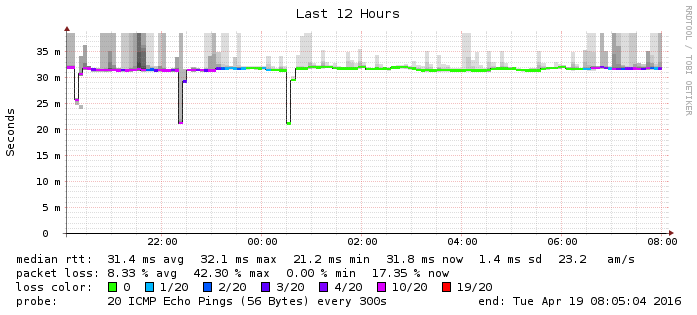 Last 12 Hours
RRDTOOL / TOBI OETIKER
Seconds
35 m
30 m
25 m
20 m
15 m
10 m
5 m
0
22:00 00:00 02:00 04:00 06:00 08:00
median rtt: 31.4 ms avg 32.1 ms max 21.2 ms min 31.8 ms now 1.4 ms sd 23.2 am/s
packet loss: 8.33 % avg 42.30 % max 0.00 % min 17.35 % now
loss color: 0 1/20 2/20 3/20 4/20 10/20 19/20
probe: 20 ICMP Echo Pings (56 Bytes) every 300s end: Tue Apr 19 08:05:04 2016